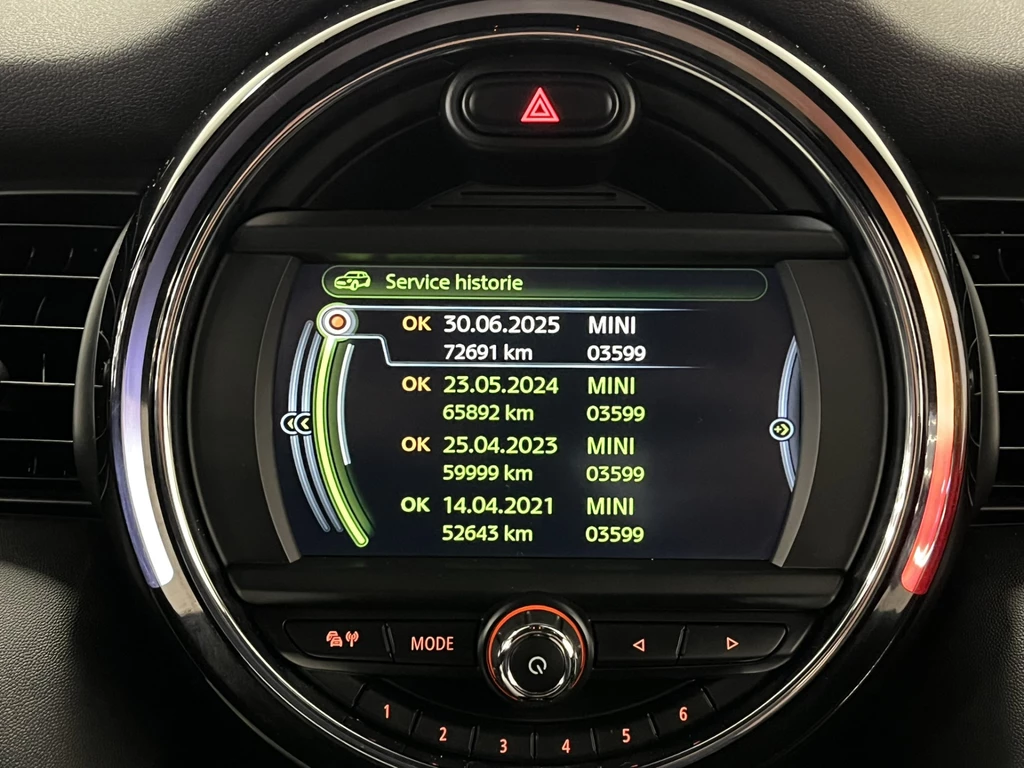 Service historie
OK 30.06.2025 MINI
72691 km 03599
OK 23.05.2024 MINI
65892 km 03599
OK 25.04.2023 MINI
59999 km 03599
OK 14.04.2021 MINI
52643 km 03599
MODE
1 2 3 4 5 6